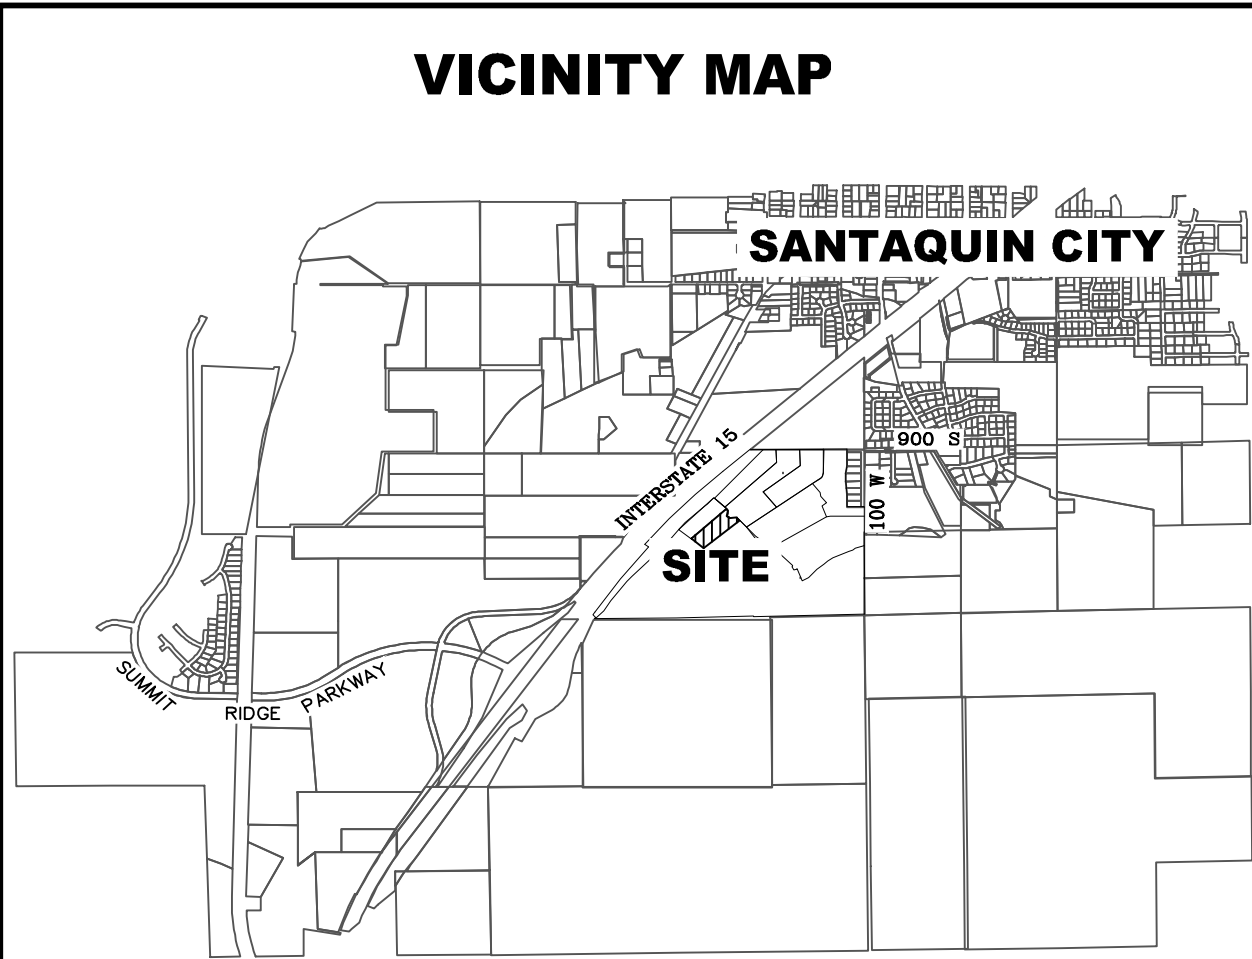 VICINITY MAP
SANTAQUIN CITY
900 S
INTERSTATE 15
100 W
SITE
SUMMIT RIDGE PARKWAY